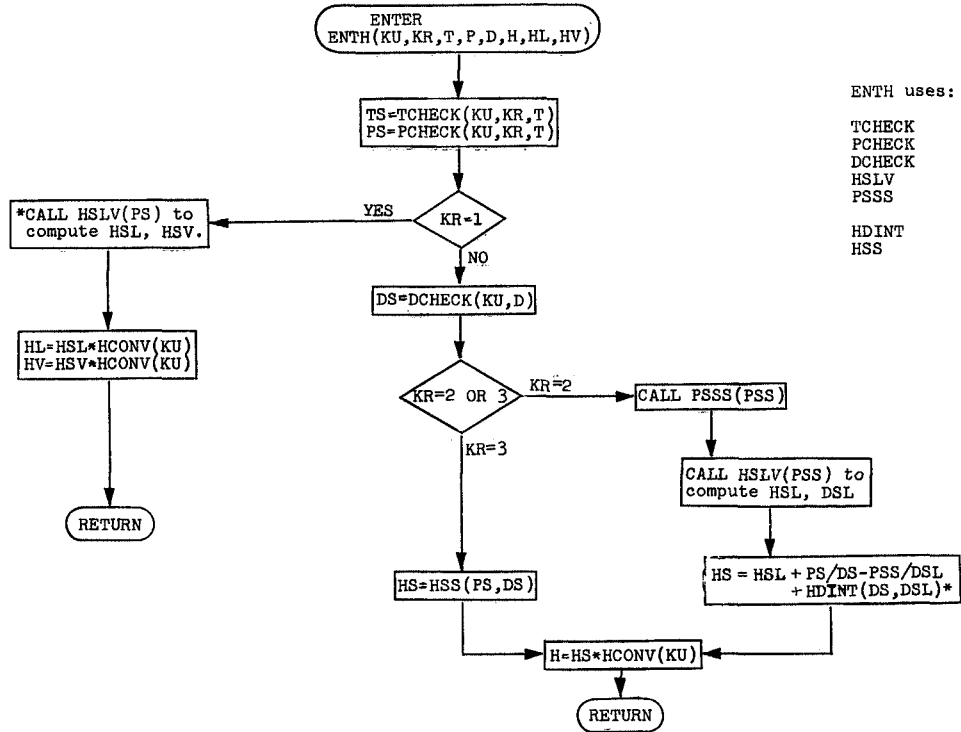 ENTER
ENTH(KU,KR,T,P,D,H,HL,HV)
TS=TCHECK(KU,KR,T)
PS=PCHECK(KU,KR,T)
KR=1
YES
NO
*CALL HSLV(PS) to
compute HSL, HSV.
HL=HSL*HCONV(KU)
HV=HSV*HCONV(KU)
RETURN
DS=DCHECK(KU,D)
KR=2 OR 3
KR=2
KR=3
CALL PSSS(PSS)
CALL HSLV(PSS) to
compute HSL, DSL
HS = HSL + PS/DS-PSS/DSL
+ HDINT(DS,DSL)*
HS=HSS(PS,DS)
H=HS*HCONV(KU)
RETURN
ENTH uses:
TCHECK
PCHECK
DCHECK
HSLV
PSSS
HDINT
HSS